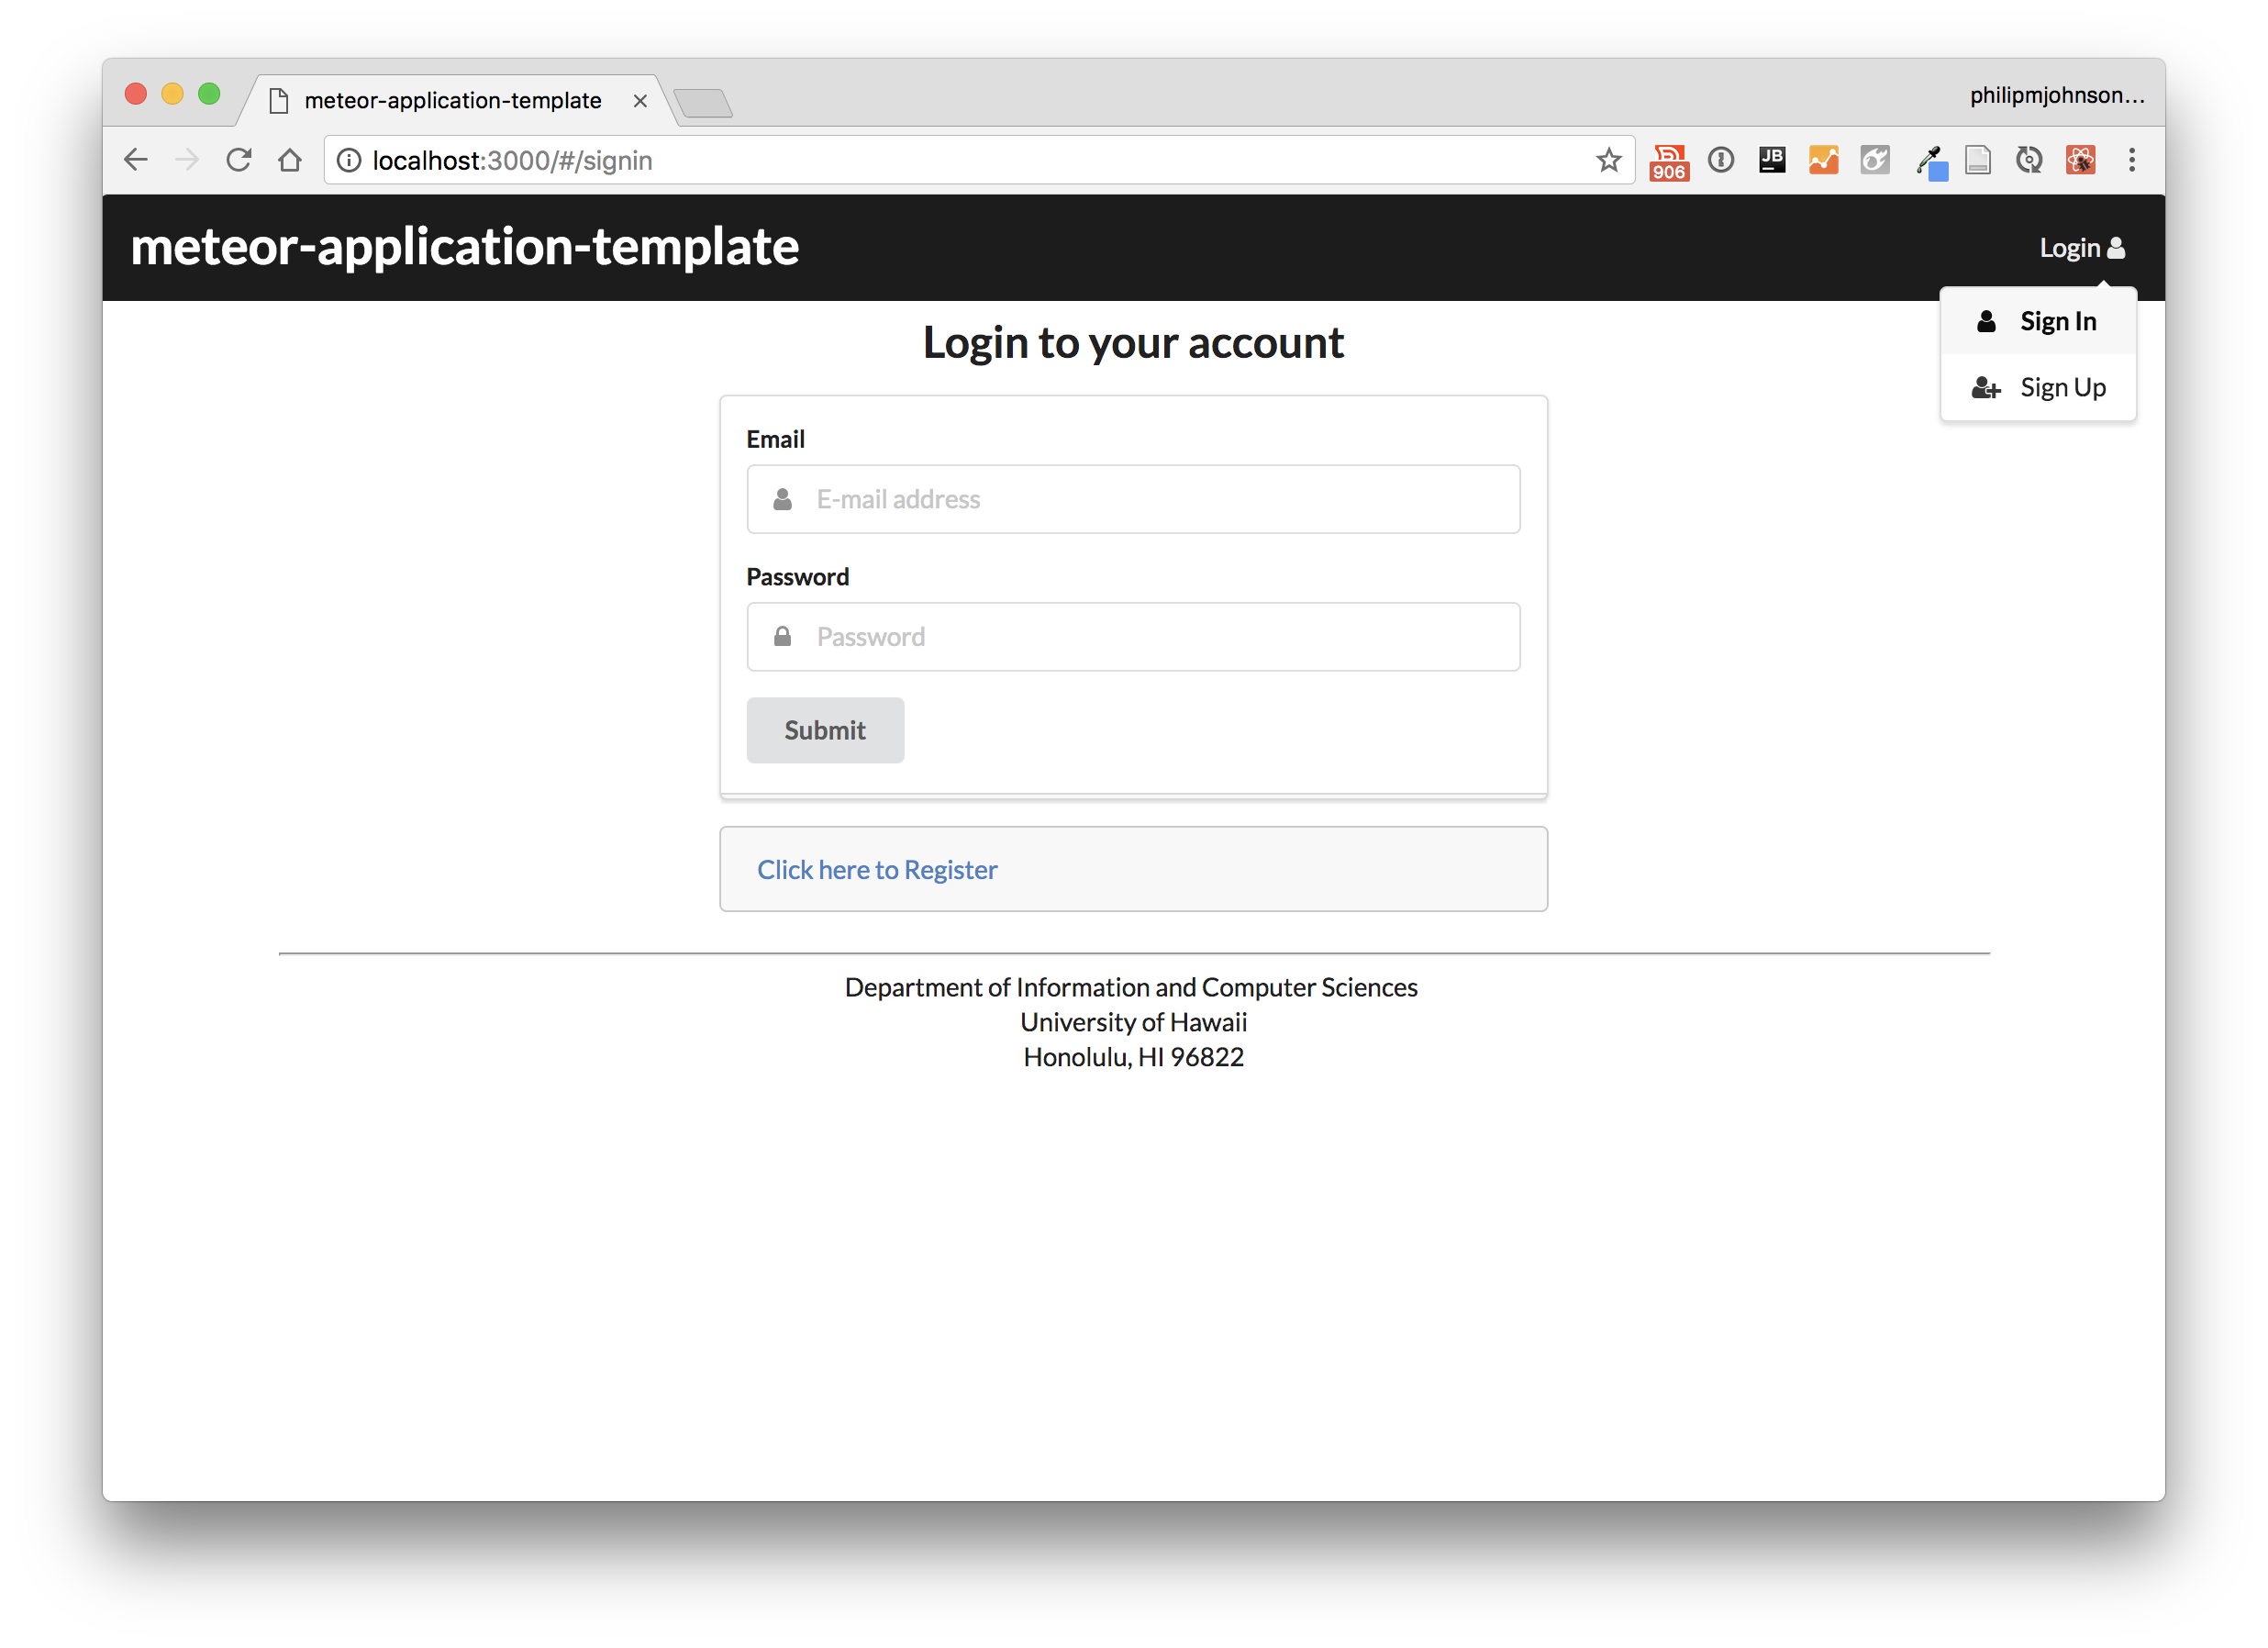 meteor-application-template
philipmjohnson...
localhost:3000/#/signin
906
JB
meteor-application-template
Login
Sign In
Sign Up
Login to your account
Email
E-mail address
Password
Password
Submit
Click here to Register
Department of Information and Computer Sciences
University of Hawaii
Honolulu, HI 96822